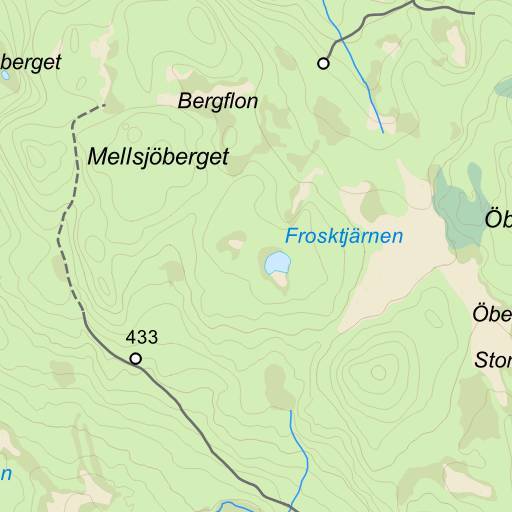 berget
Bergflon
Mellsjöberget
Öb
Frosktjärnen
Öbe
433
Stor
n